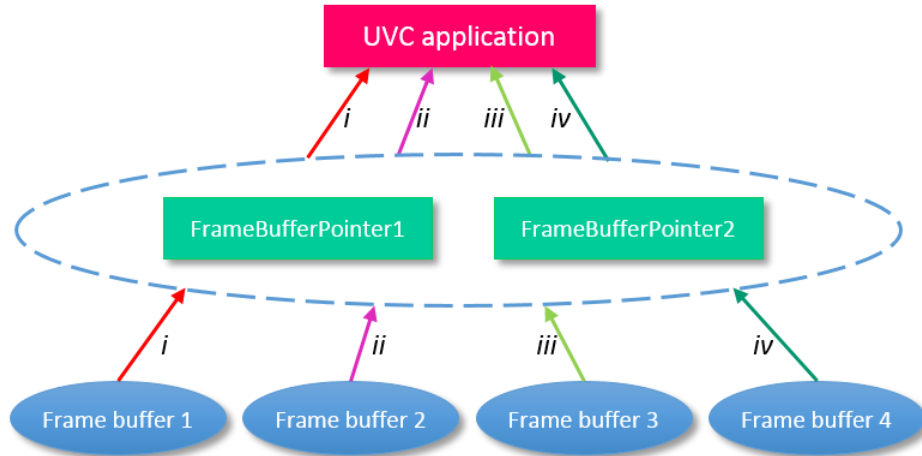 UVC application
i
ii
iii
iv
FrameBufferPointer1
FrameBufferPointer2
i
ii
iii
iv
Frame buffer 1
Frame buffer 2
Frame buffer 3
Frame buffer 4